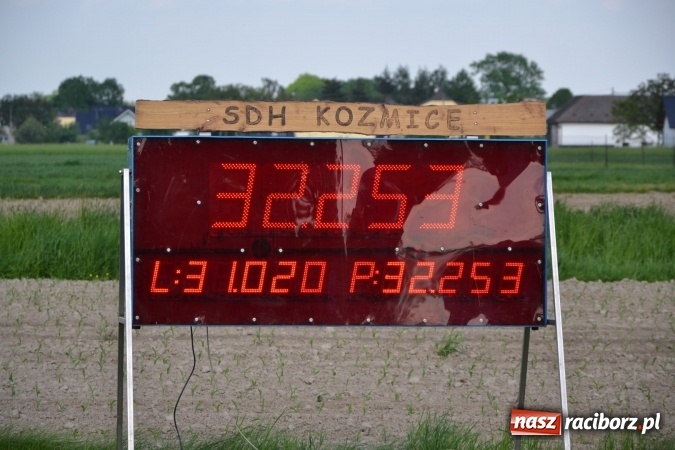 SDH KOZMICE
32253
L:31.020 P:32.253
nasz raciborz.pl